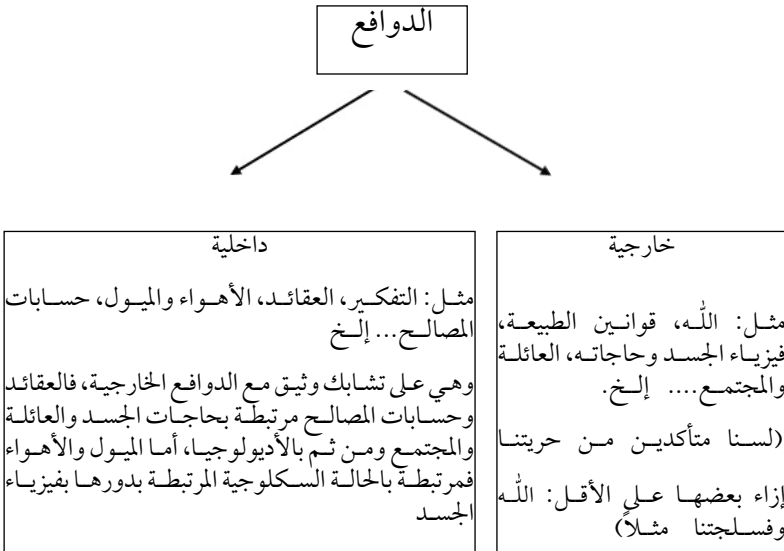 الدوافع
خارجية
مثل: الله، قوانين الطبيعة،
فيزياء الجسد وحاجاته، العائلة
والمجتمع.... إلخ.
(لسنا متأكدين من حريتنا
إزاء بعضها على الأقل: الله
وفسلجتنا مثلاً)
داخلية
مثل: التفكير، العقائد، الأهواء والميول، حسابات
المصالح... إلخ
وهي على تشابك وثيق مع الدوافع الخارجية، فالعقائد
وحسابات المصالح مرتبطة بحاجات الجسد والعائلة
والمجتمع ومن ثم بالأديولوجيا، أما الميول والأهواء
فمرتبطة بالحالة السكلوجية المرتبطة بدورها بفيزياء
الجسد